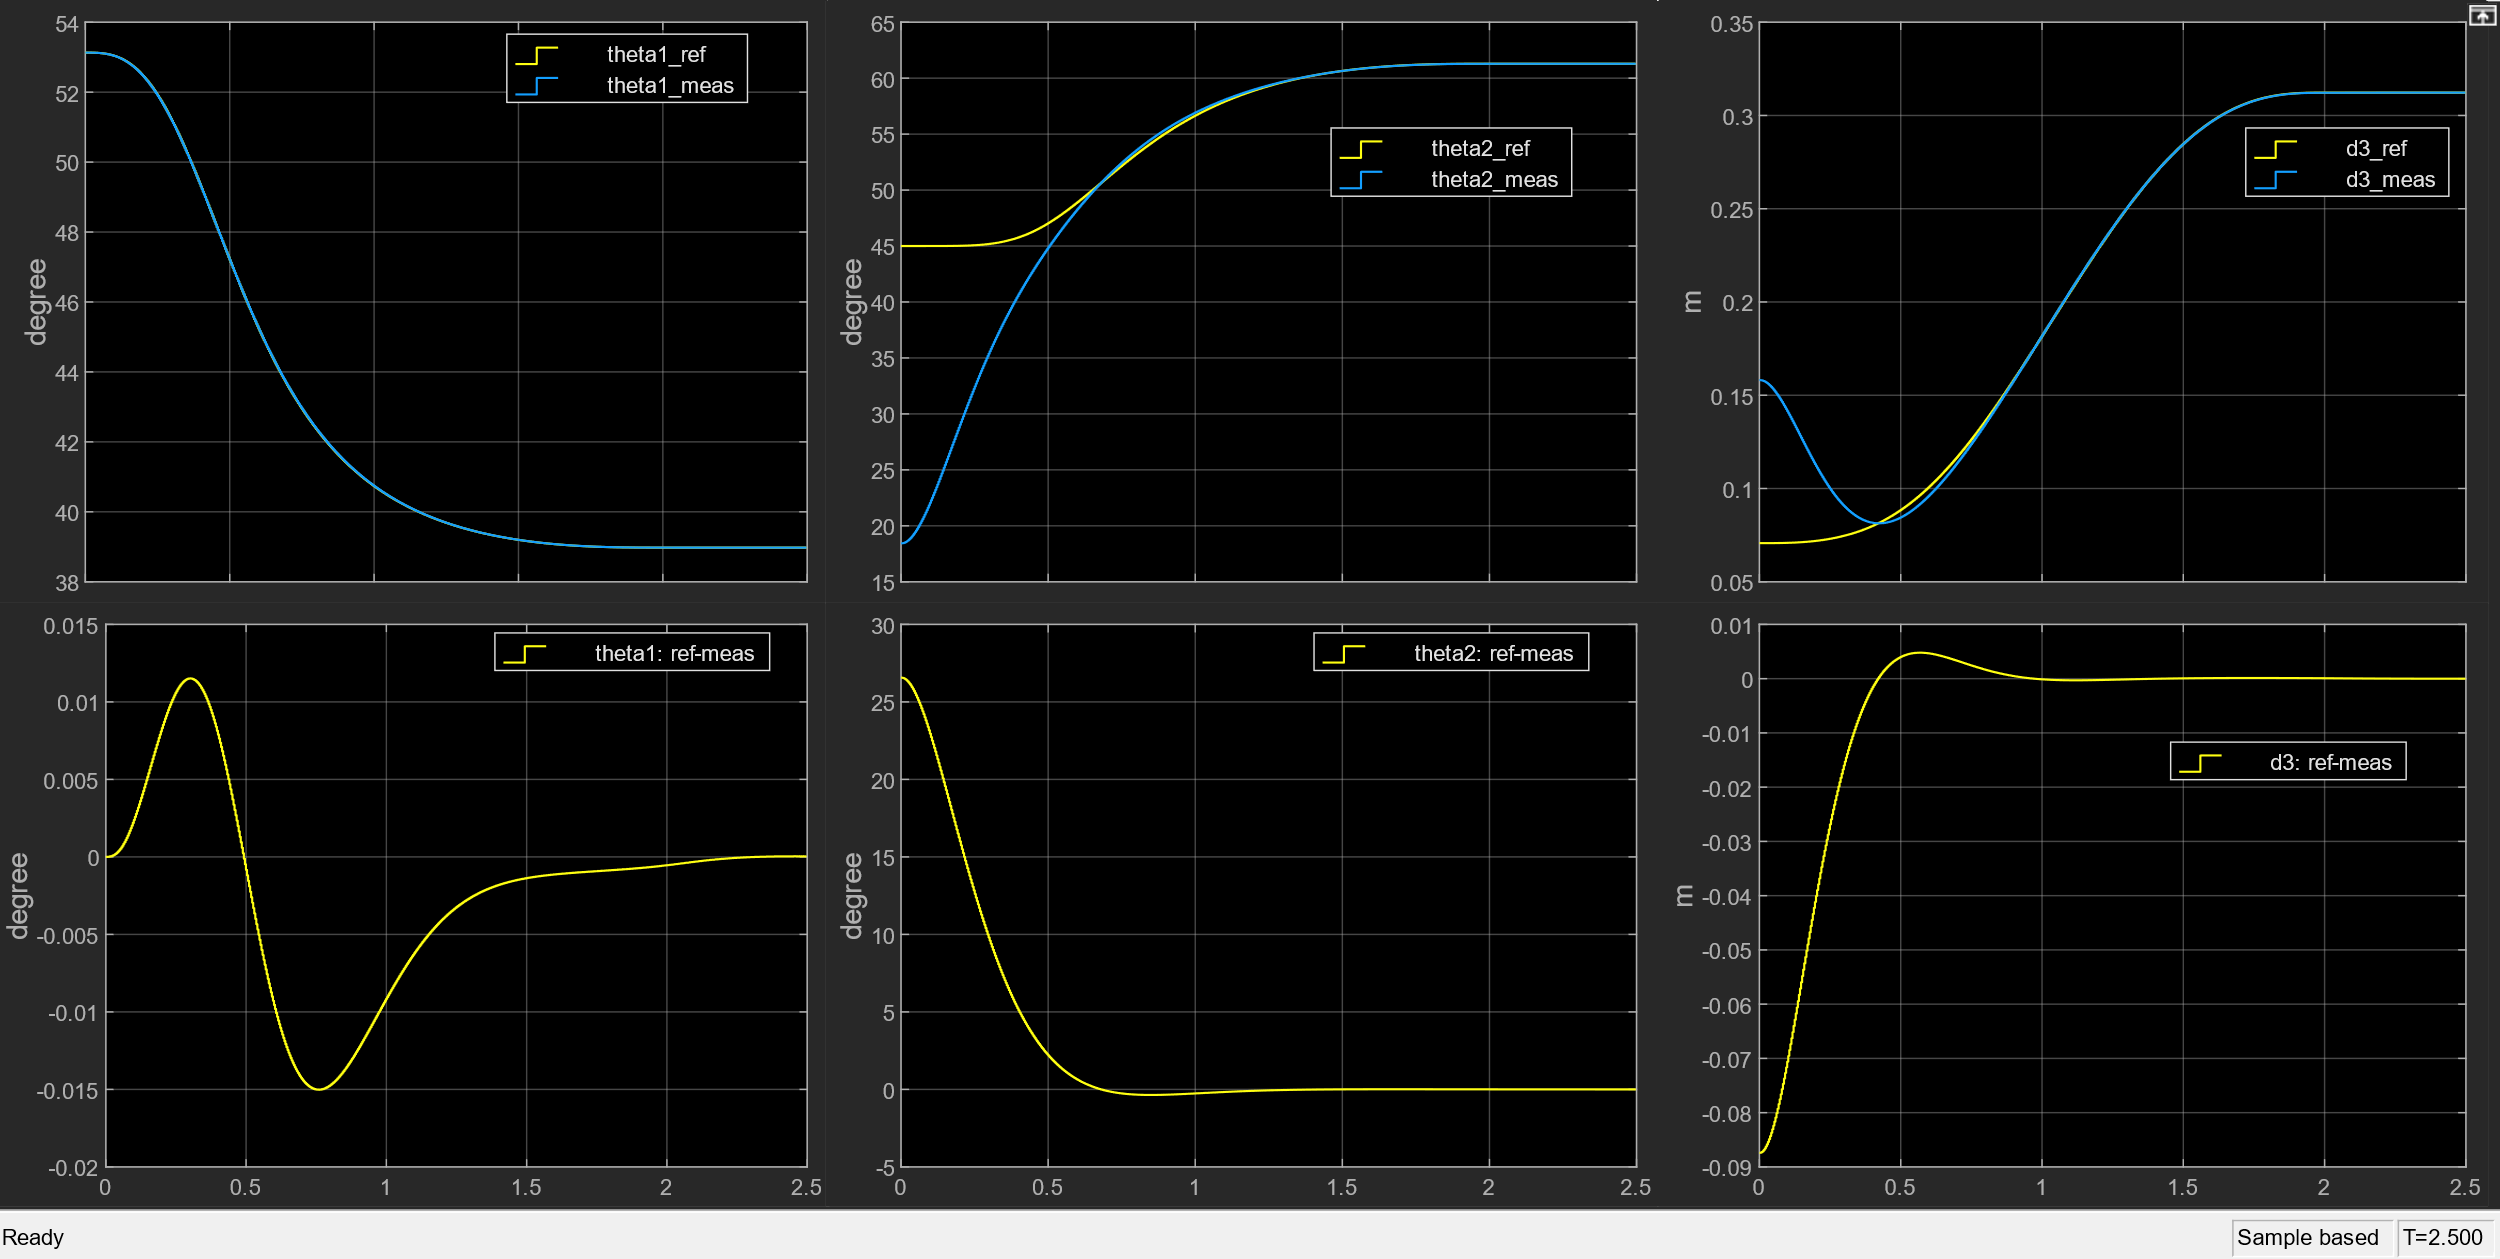 54
52
50
48
46
44
42
40
38
degree
theta1_ref
theta1_meas
65
60
55
50
45
40
35
30
25
20
15
degree
theta2_ref
theta2_meas
0.35
0.3
0.25
0.2
0.15
0.1
0.05
m
d3_ref
d3_meas
0.015
0.01
0.005
0
-0.005
-0.01
-0.015
-0.02
degree
theta1: ref-meas
0 0.5 1 1.5 2 2.5
30
25
20
15
10
5
0
-5
degree
theta2: ref-meas
0 0.5 1 1.5 2 2.5
0.01
0
-0.01
-0.02
-0.03
-0.04
-0.05
-0.06
-0.07
-0.08
-0.09
m
d3: ref-meas
0 0.5 1 1.5 2 2.5
Ready
Sample based T=2.500